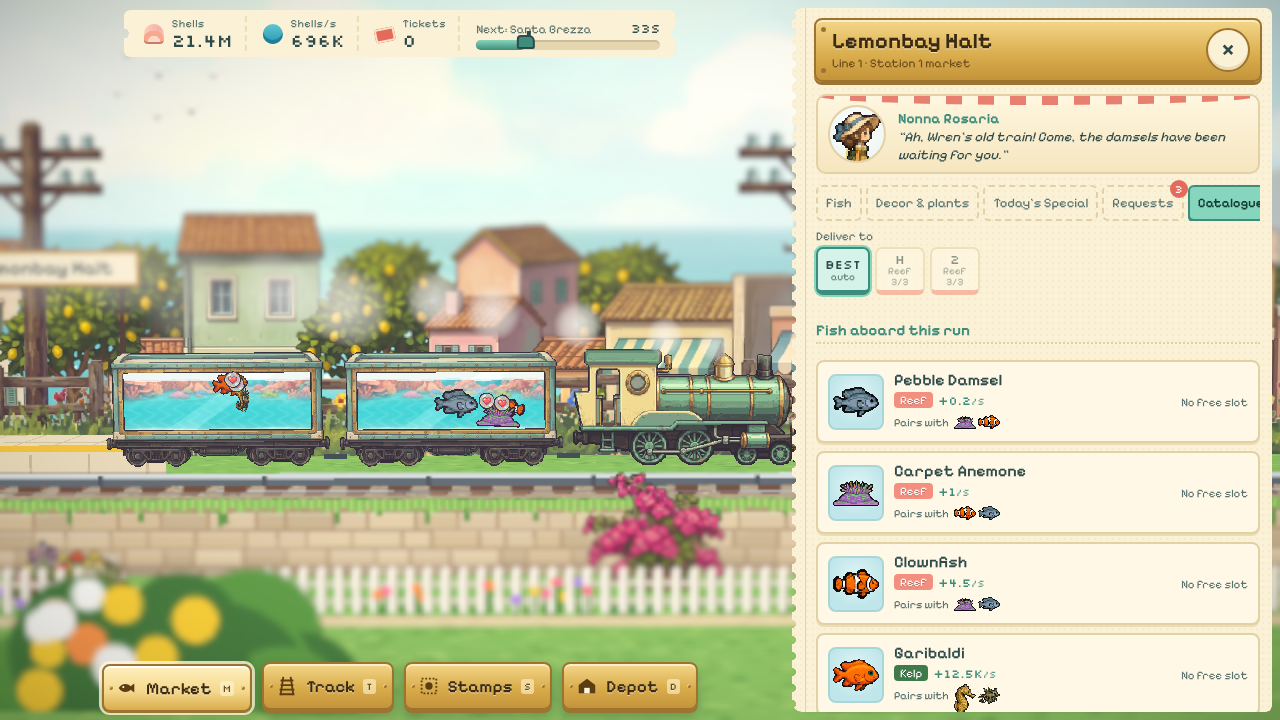 Shells
21.4M
Shells/s
696K
Tickets
0
Next: Santa Grezza
33S
Lemonbay Halt
Line 1 · Station 1 market
Nonna Rosaria
"Ah, Wren's old train! Come, the damsels have been
waiting for you."
Fish
Decor & plants
Today's Special
Requests
3
Catalogue
Deliver to
BEST
auto
H
Reef
3/3
2
Reef
3/3
Fish aboard this run
Pebble Damsel
Reef +0.2/s
Pairs with
No free slot
Carpet Anemone
Reef +1/s
Pairs with
No free slot
Clownfish
Reef +4.5/s
Pairs with
No free slot
Garibaldi
Kelp +12.5K/s
Pairs with
No free slot
monbay Halt
Market M
Track T
Stamps S
Depot D